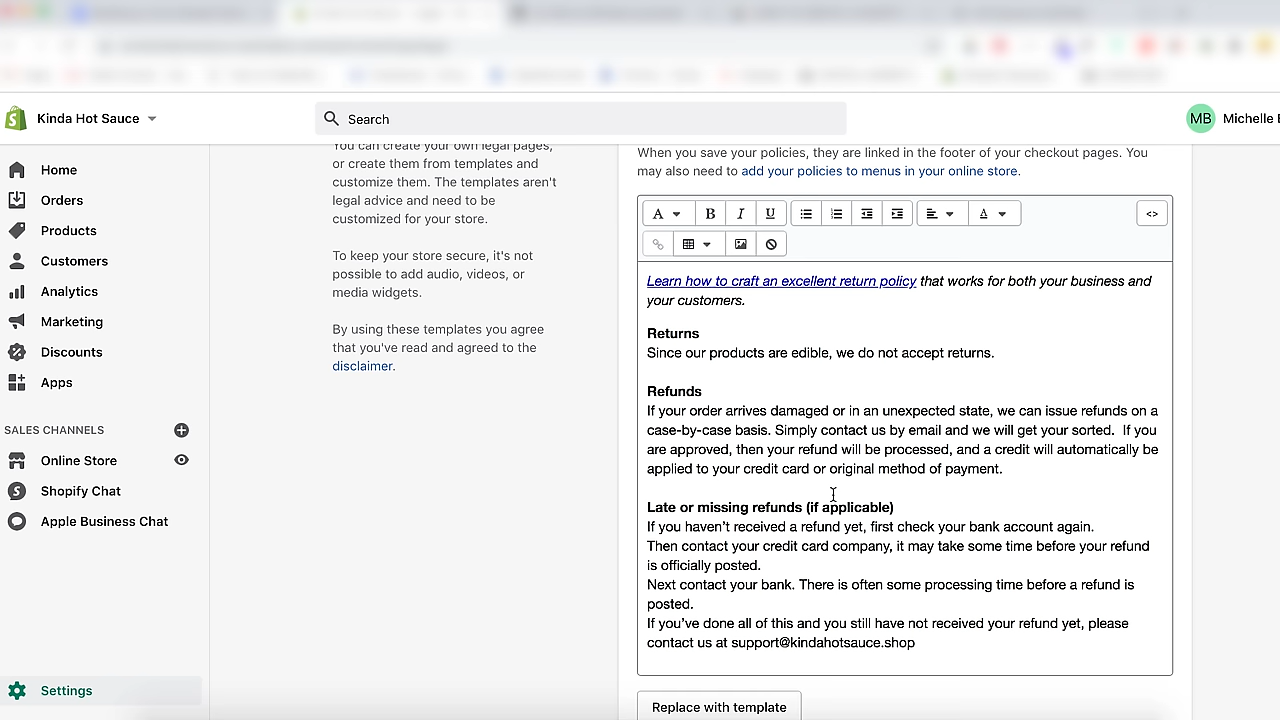 Kinda Hot Sauce
Search
MB
Michelle
Home
Orders
Products
Customers
Analytics
Marketing
Discounts
Apps
SALES CHANNELS
Online Store
Shopify Chat
Apple Business Chat
Settings
You can create your own legal pages,
or create them from templates and
customize them. The templates aren't
legal advice and need to be
customized for your store.
To keep your store secure, it's not
possible to add audio, videos, or
media widgets.
By using these templates you agree
that you've read and agreed to the
disclaimer.
When you save your policies, they are linked in the footer of your checkout pages. You
may also need to add your policies to menus in your online store.
A B I U A <>
Learn how to craft an excellent return policy that works for both your business and
your customers.
Returns
Since our products are edible, we do not accept returns.
Refunds
If your order arrives damaged or in an unexpected state, we can issue refunds on a
case-by-case basis. Simply contact us by email and we will get your sorted.  If you
are approved, then your refund will be processed, and a credit will automatically be
applied to your credit card or original method of payment.
Late or missing refunds (if applicable)
If you haven’t received a refund yet, first check your bank account again.
Then contact your credit card company, it may take some time before your refund
is officially posted.
Next contact your bank. There is often some processing time before a refund is
posted.
If you’ve done all of this and you still have not received your refund yet, please
contact us at support@kindahotsauce.shop
Replace with template